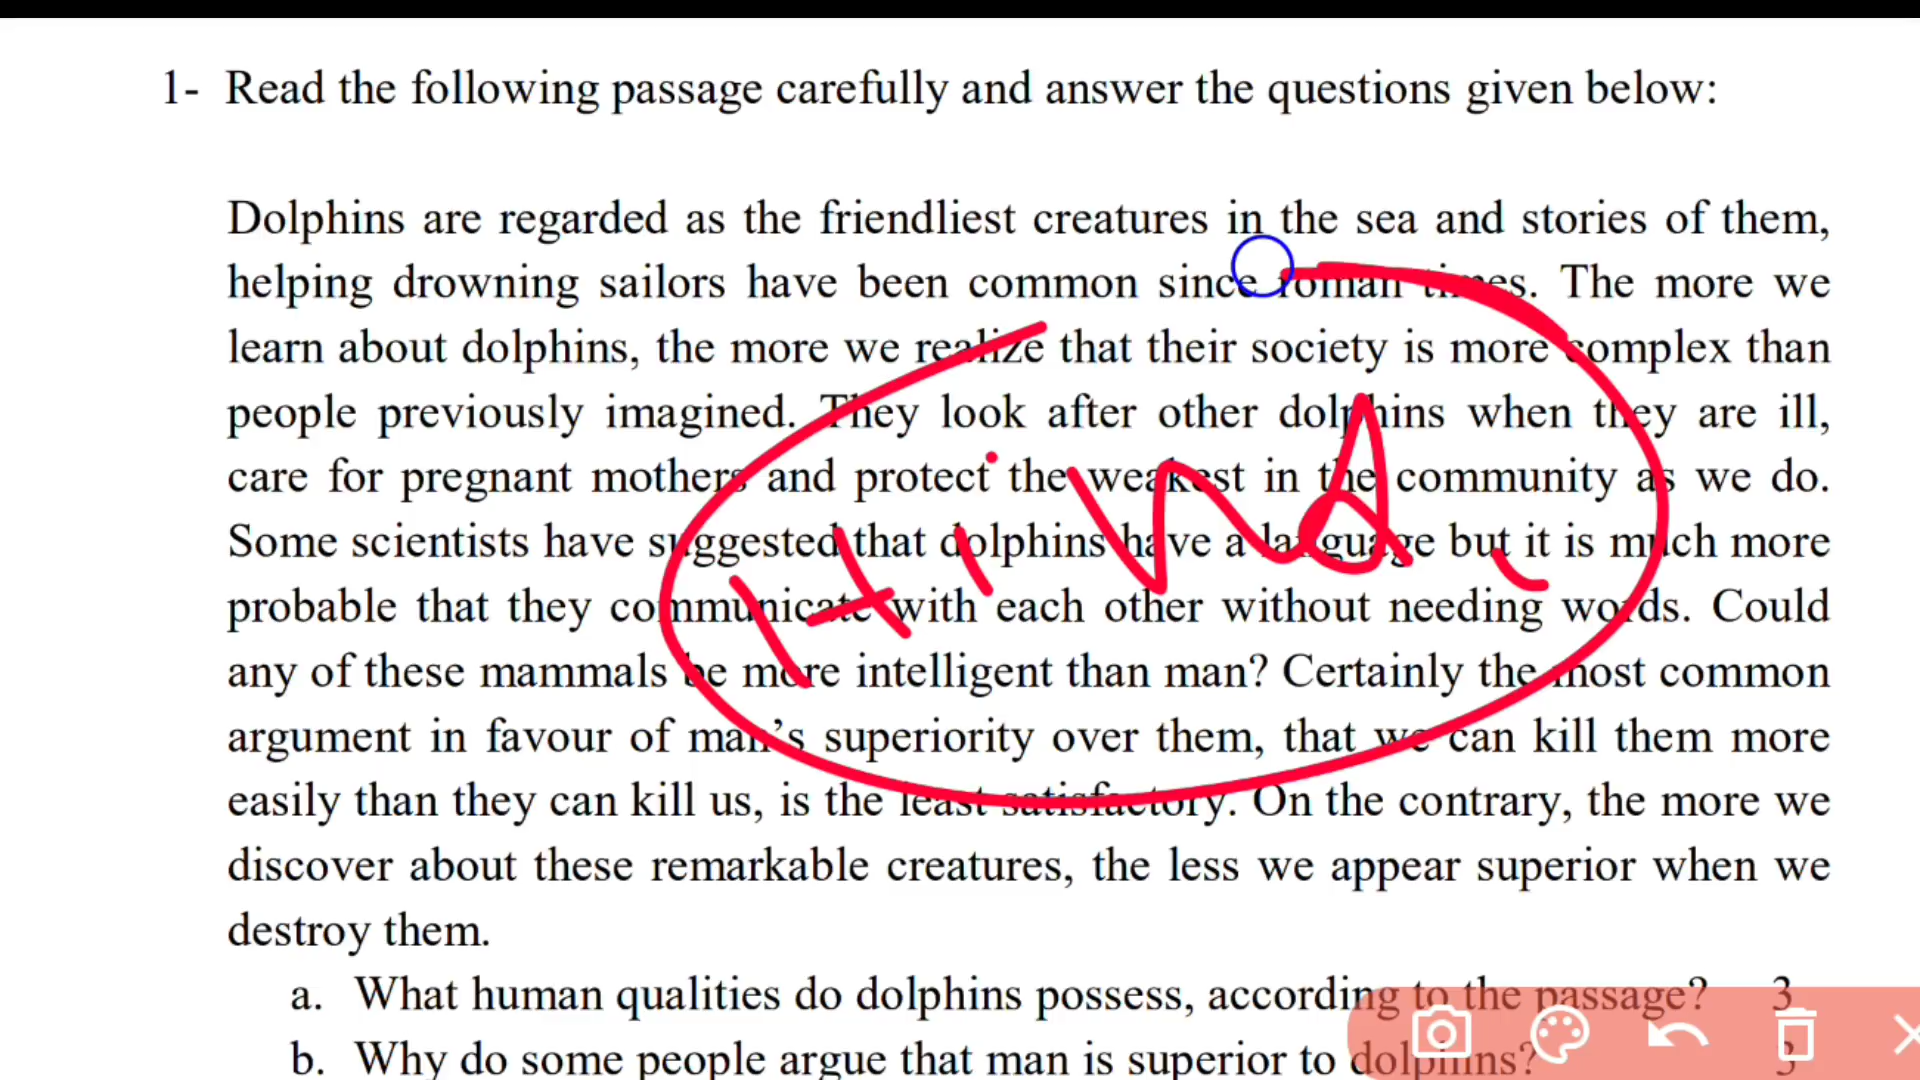 1- Read the following passage carefully and answer the questions given below:
Dolphins are regarded as the friendliest creatures in the sea and stories of them,
helping drowning sailors have been common since roman times. The more we
learn about dolphins, the more we realize that their society is more complex than
people previously imagined. They look after other dolphins when they are ill,
care for pregnant mothers and protect the weakest in the community as we do.
Some scientists have suggested that dolphins have a language but it is much more
probable that they communicate with each other without needing words. Could
any of these mammals be more intelligent than man? Certainly the most common
argument in favour of man’s superiority over them, that we can kill them more
easily than they can kill us, is the least satisfactory. On the contrary, the more we
discover about these remarkable creatures, the less we appear superior when we
destroy them.
a. What human qualities do dolphins possess, according to the passage? 3
b. Why do some people argue that man is superior to dolphins? 3